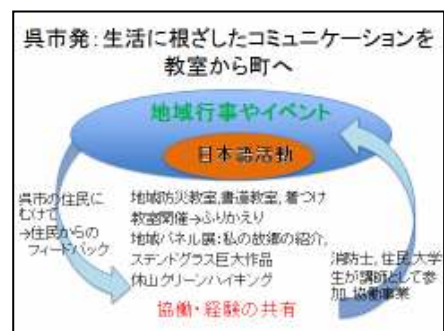 呉市発：生活に根ざしたコミュニケーションを
教室から町へ
地域行事やイベント
日本語活動
呉市の住民に
むけて
→住民からの
フィードバック
地域防災教室,書道教室,着つけ
教室開催→ふりかえり
地域パネル展：私の故郷の紹介,
ステンドグラス巨大作品
休山グリーンハイキング
協働・経験の共有
消防士,住民,大学
生が講師として参
加,協働事業